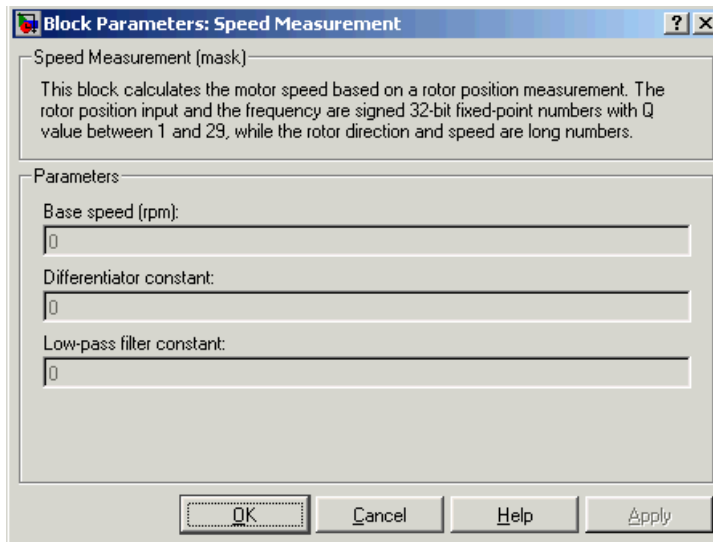 Block Parameters: Speed Measurement
Speed Measurement (mask)
This block calculates the motor speed based on a rotor position measurement. The
rotor position input and the frequency are signed 32-bit fixed-point numbers with Q
value between 1 and 29, while the rotor direction and speed are long numbers.
Parameters
Base speed (rpm):
0
Differentiator constant:
0
Low-pass filter constant:
0
OK Cancel Help Apply